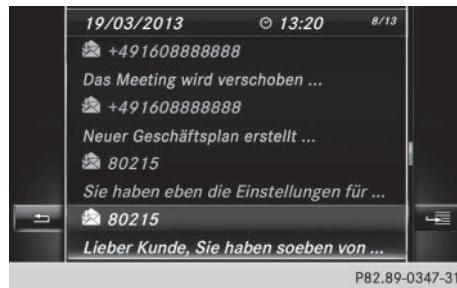 19/03/2013 13:20 8/13
+491608888888
Das Meeting wird verschoben ...
+491608888888
Neuer Geschäftsplan erstellt ...
80215
Sie haben eben die Einstellungen für ...
80215
Lieber Kunde, Sie haben soeben von ...
P82.89-0347-31